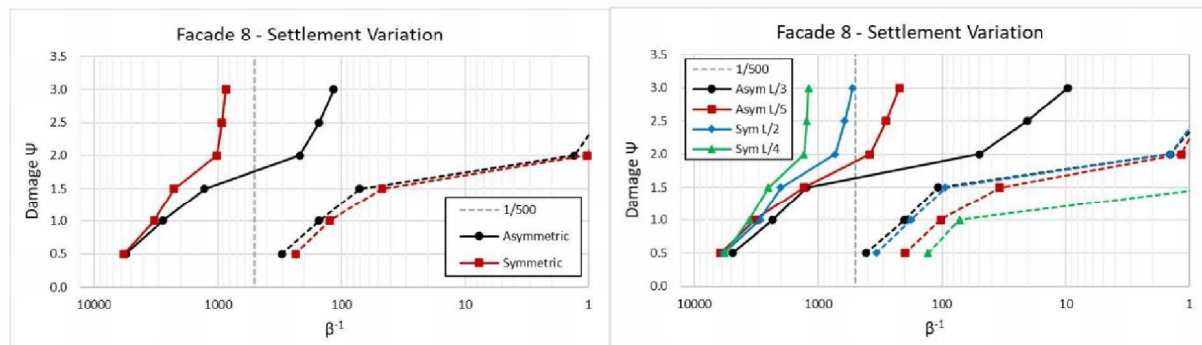 Facade 8 - Settlement Variation
Damage Ψ
3.5
3.0
2.5
2.0
1.5
1.0
0.5
0.0
1/500
Asymmetric
Symmetric
10000
1000
100
10
1
β-1
Facade 8 - Settlement Variation
Damage Ψ
3.5
3.0
2.5
2.0
1.5
1.0
0.5
0.0
1/500
Asym L/3
Asym L/5
Sym L/2
Sym L/4
10000
1000
100
10
1
β-1